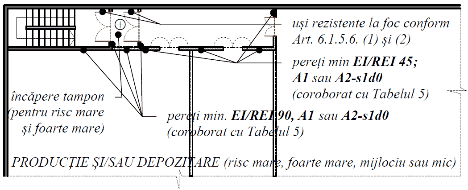 1
uși rezistente la foc conform
Art. 6.1.5.6. (1) și (2)
pereți min EI/REI 45;
A1 sau A2-s1d0
(coroborat cu Tabelul 5)
încăpere tampon
(pentru risc mare
și foarte mare)
pereți min. EI/REI 90, A1 sau A2-s1d0
(coroborat cu Tabelul 5)
PRODUCȚIE ȘI/SAU DEPOZITARE (risc mare, foarte mare, mijlociu sau mic)